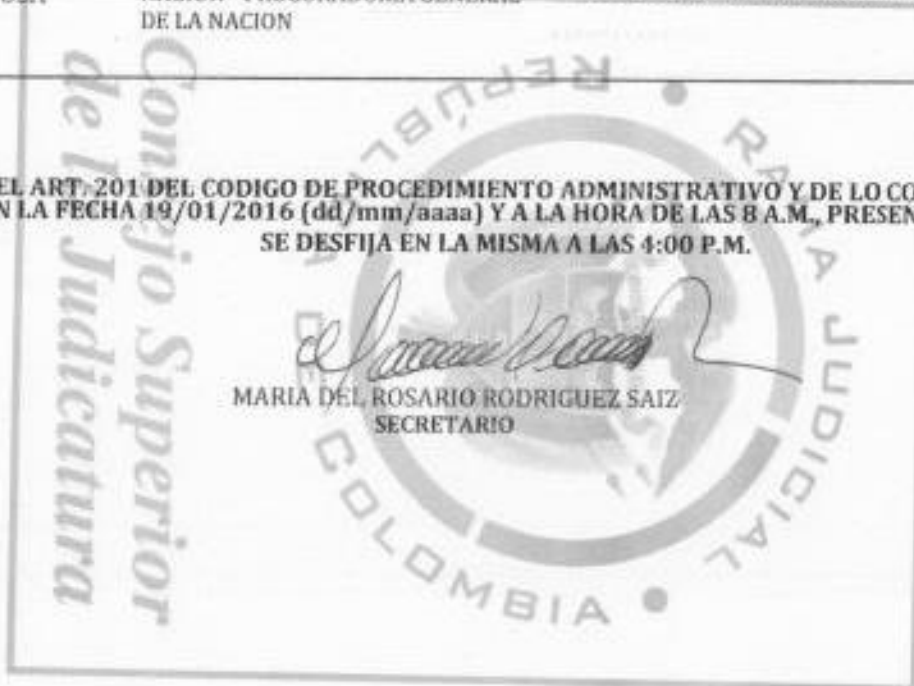 DE LA NACION
EL ART. 201 DEL CODIGO DE PROCEDIMIENTO ADMINISTRATIVO Y DE LO CO
N LA FECHA 19/01/2016 (dd/mm/aaaa) Y A LA HORA DE LAS 8 A.M., PRESEN
SE DESFIJA EN LA MISMA A LAS 4:00 P.M.
MARIA DEL ROSARIO RODRIGUEZ SAIZ
SECRETARIO
Consejo Superior
de la Judicatura
REPÚBLICA DE COLOMBIA
RAMA JUDICIAL